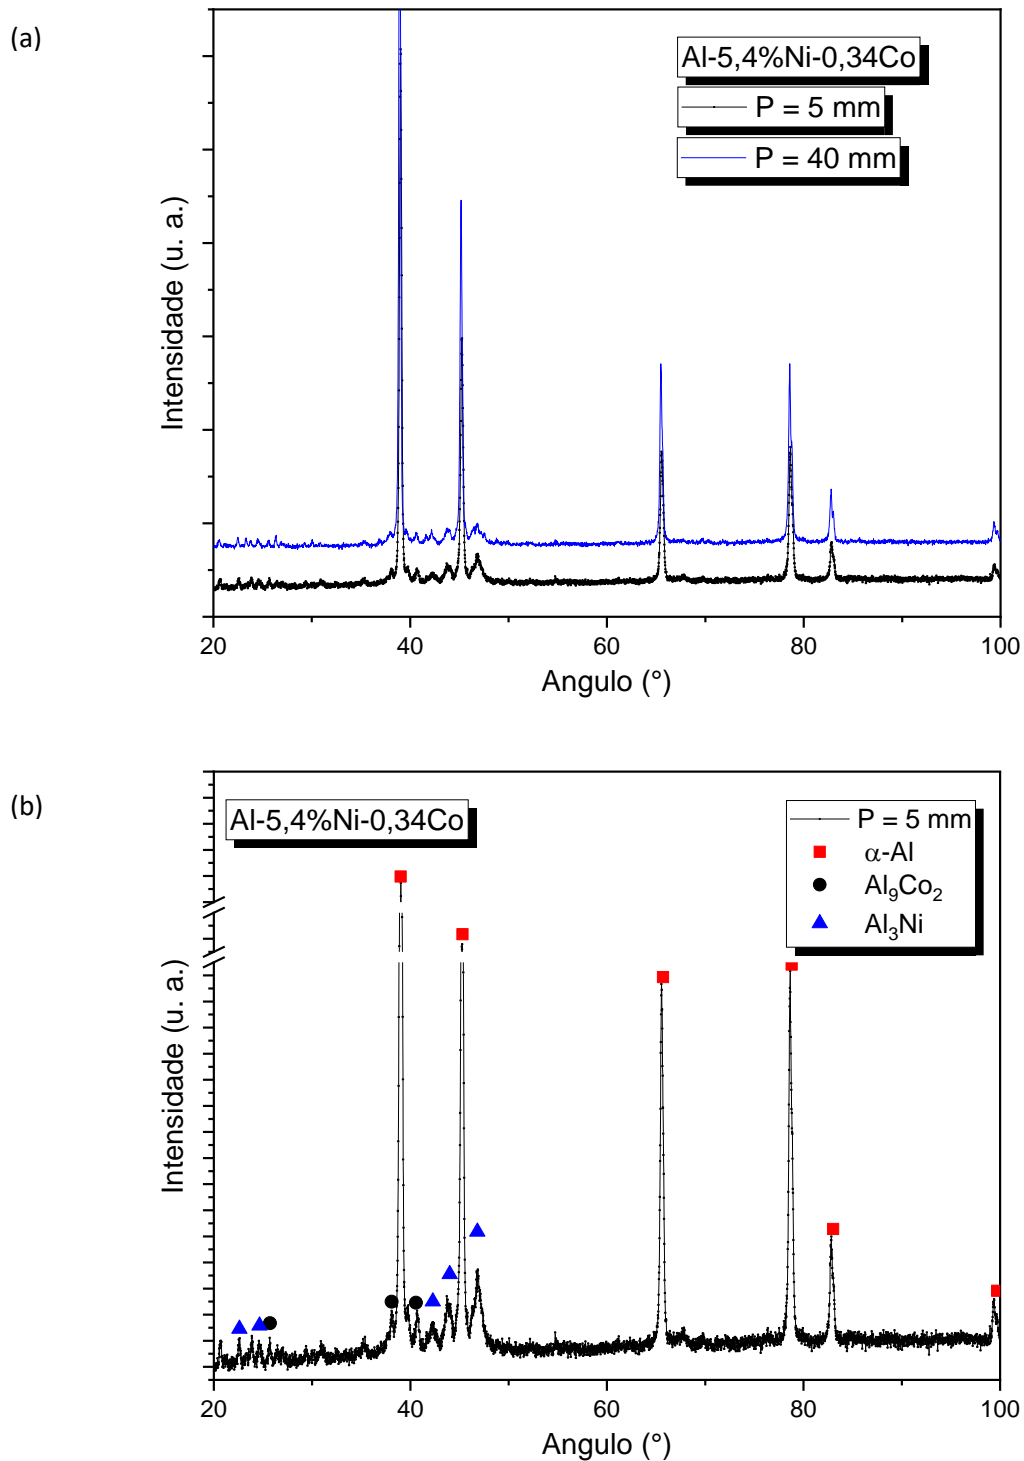 (a)
Al-5,4%Ni-0,34Co
P = 5 mm
P = 40 mm
Intensidade (u. a.)
20 40 60 80 100
Angulo (°)
(b)
Al-5,4%Ni-0,34Co
P = 5 mm
α-Al
Al₉Co₂
Al₃Ni
Intensidade (u. a.)
20 40 60 80 100
Angulo (°)